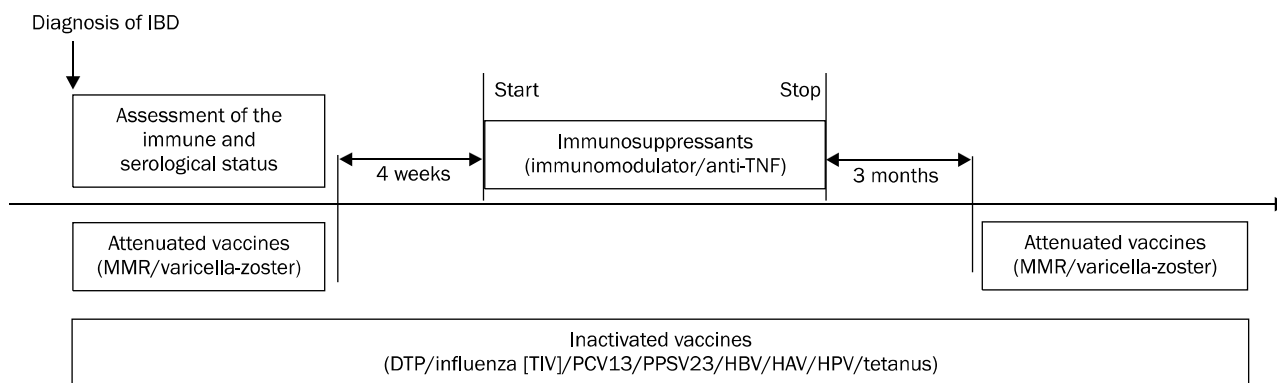 Diagnosis of IBD
Assessment of the
immune and
serological status
4 weeks
Start
Stop
Immunosuppressants
(immunomodulator/anti-TNF)
3 months
Attenuated vaccines
(MMR/varicella-zoster)
Attenuated vaccines
(MMR/varicella-zoster)
Inactivated vaccines
(DTP/influenza [TIV]/PCV13/PPSV23/HBV/HAV/HPV/tetanus)